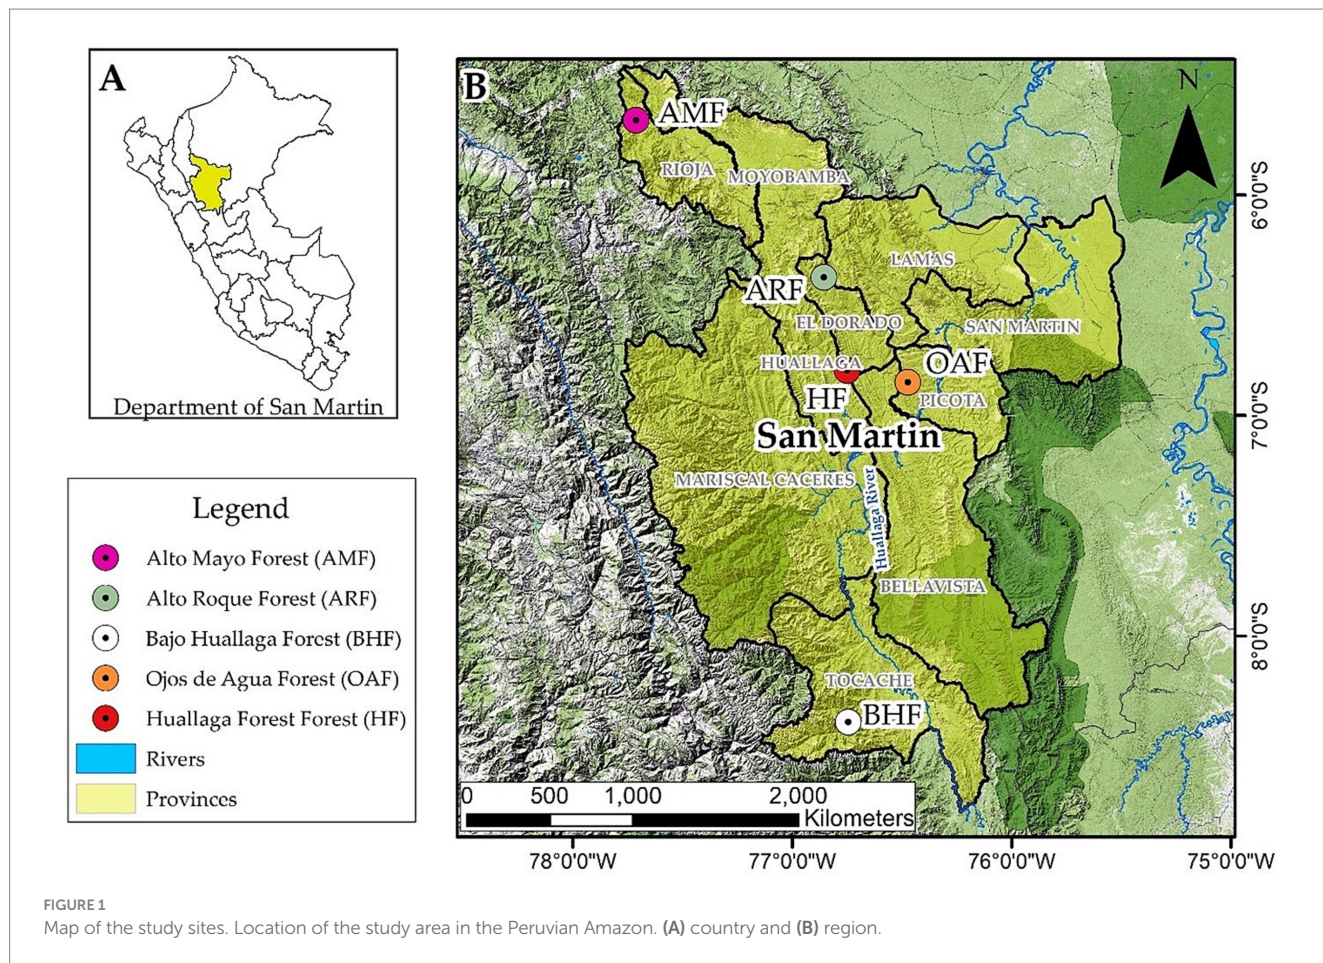 A
Department of San Martin
Legend
Alto Mayo Forest (AMF)
Alto Roque Forest (ARF)
Bajo Huallaga Forest (BHF)
Ojos de Agua Forest (OAF)
Huallaga Forest Forest (HF)
Rivers
Provinces
B
N
AMF
RIOJA
MOYOBAMBA
LAMAS
ARF
EL DORADO
SAN MARTIN
HUALLAGA
OAF
HF
PICOTA
San Martin
MARISCAL CACERES
Huallaga River
BELLAVISTA
TOCACHE
BHF
0 500 1,000 2,000
Kilometers
6°0'0"S
7°0'0"S
8°0'0"S
78°0'0"W 77°0'0"W 76°0'0"W 75°0'0"W
FIGURE 1
Map of the study sites. Location of the study area in the Peruvian Amazon. (A) country and (B) region.